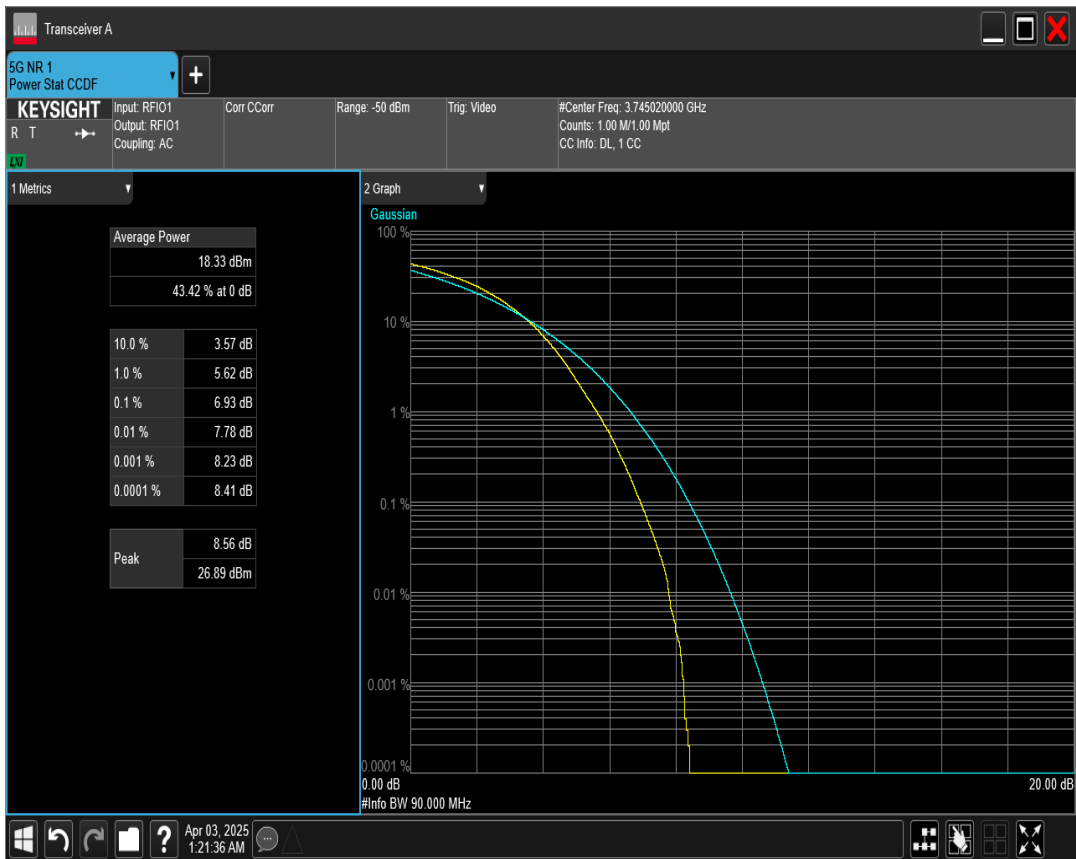 Transceiver A
5G NR 1
Power Stat CCDF
+
KEYSIGHT
R T
LXI
Input: RFIO1
Output: RFIO1
Coupling: AC
Corr CCorr
Range: -50 dBm
Trig: Video
#Center Freq: 3.745020000 GHz
Counts: 1.00 M/1.00 Mpt
CC Info: DL, 1 CC
1 Metrics
Average Power
18.33 dBm
43.42 % at 0 dB
10.0 % 3.57 dB
1.0 % 5.62 dB
0.1 % 6.93 dB
0.01 % 7.78 dB
0.001 % 8.23 dB
0.0001 % 8.41 dB
Peak
8.56 dB
26.89 dBm
2 Graph
Gaussian
100 %
10 %
1 %
0.1 %
0.01 %
0.001 %
0.0001 %
0.00 dB 20.00 dB
#Info BW 90.000 MHz
?
Apr 03, 2025
1:21:36 AM